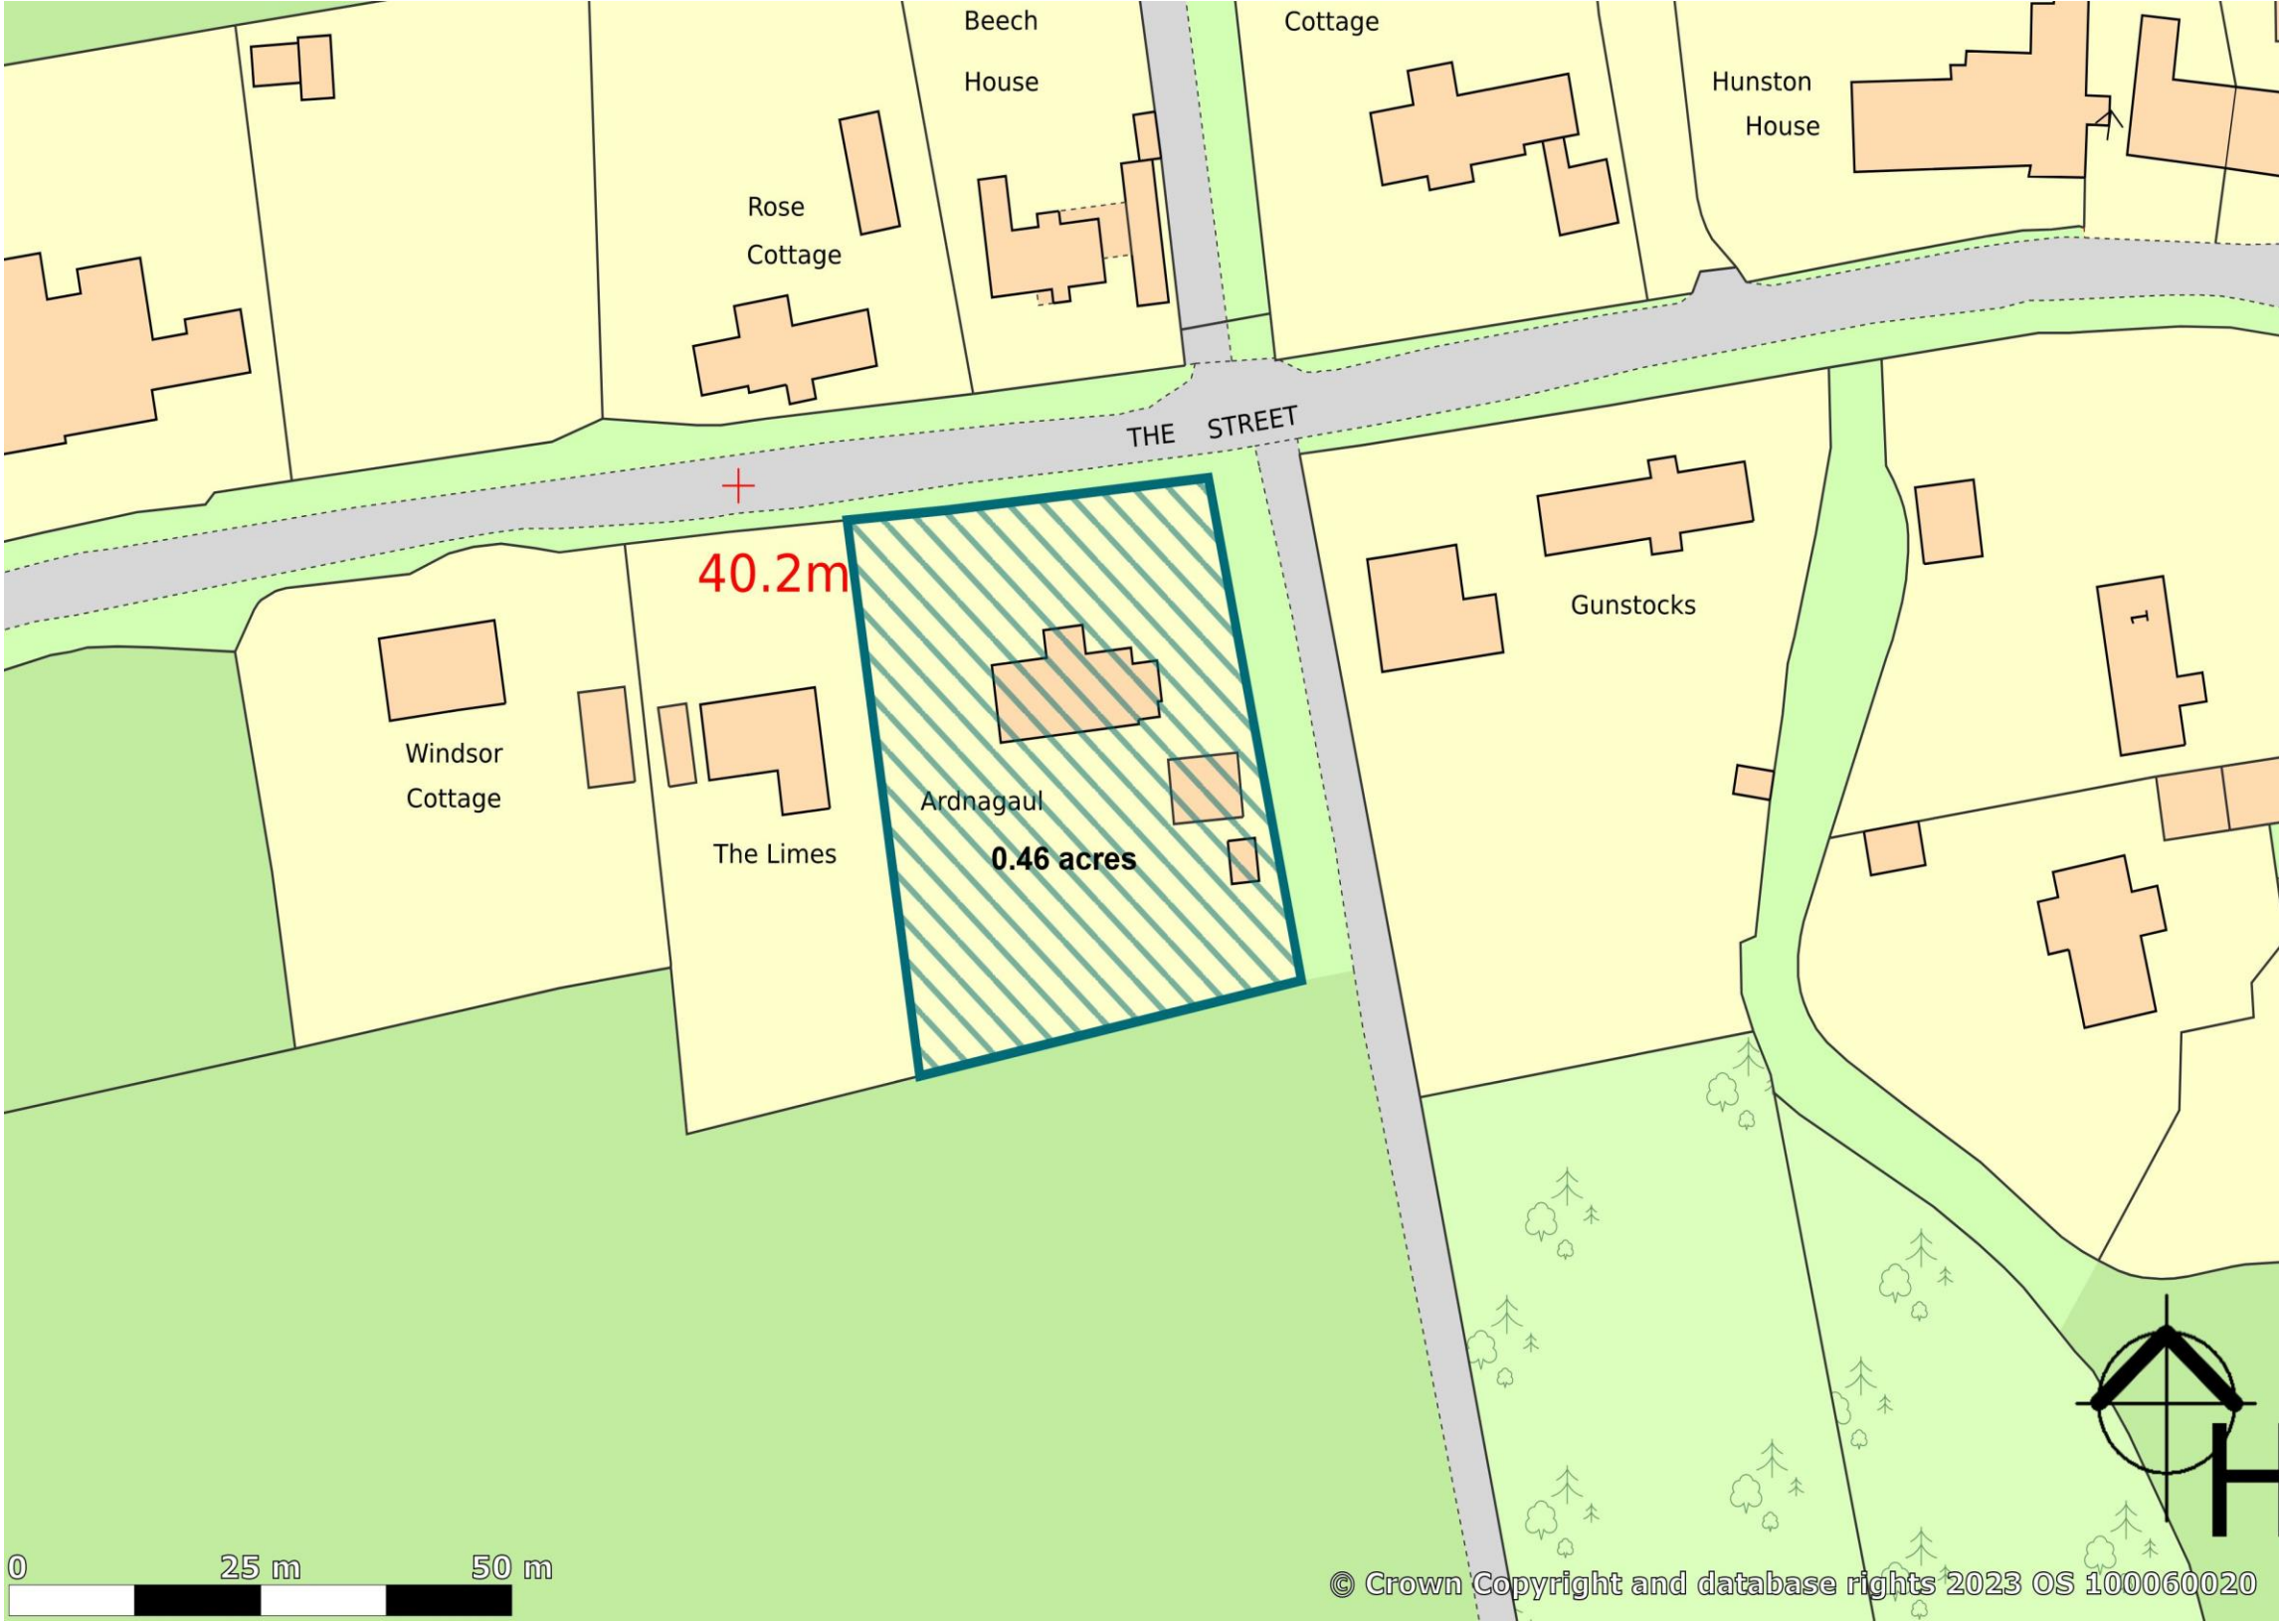 Beech
House
Cottage
Hunston
House
Rose
Cottage
THE STREET
40.2m
Gunstocks
1
Windsor
Cottage
The Limes
Ardnagaul
0.46 acres
H
0 25 m 50 m
© Crown Copyright and database rights 2023 OS 100060020